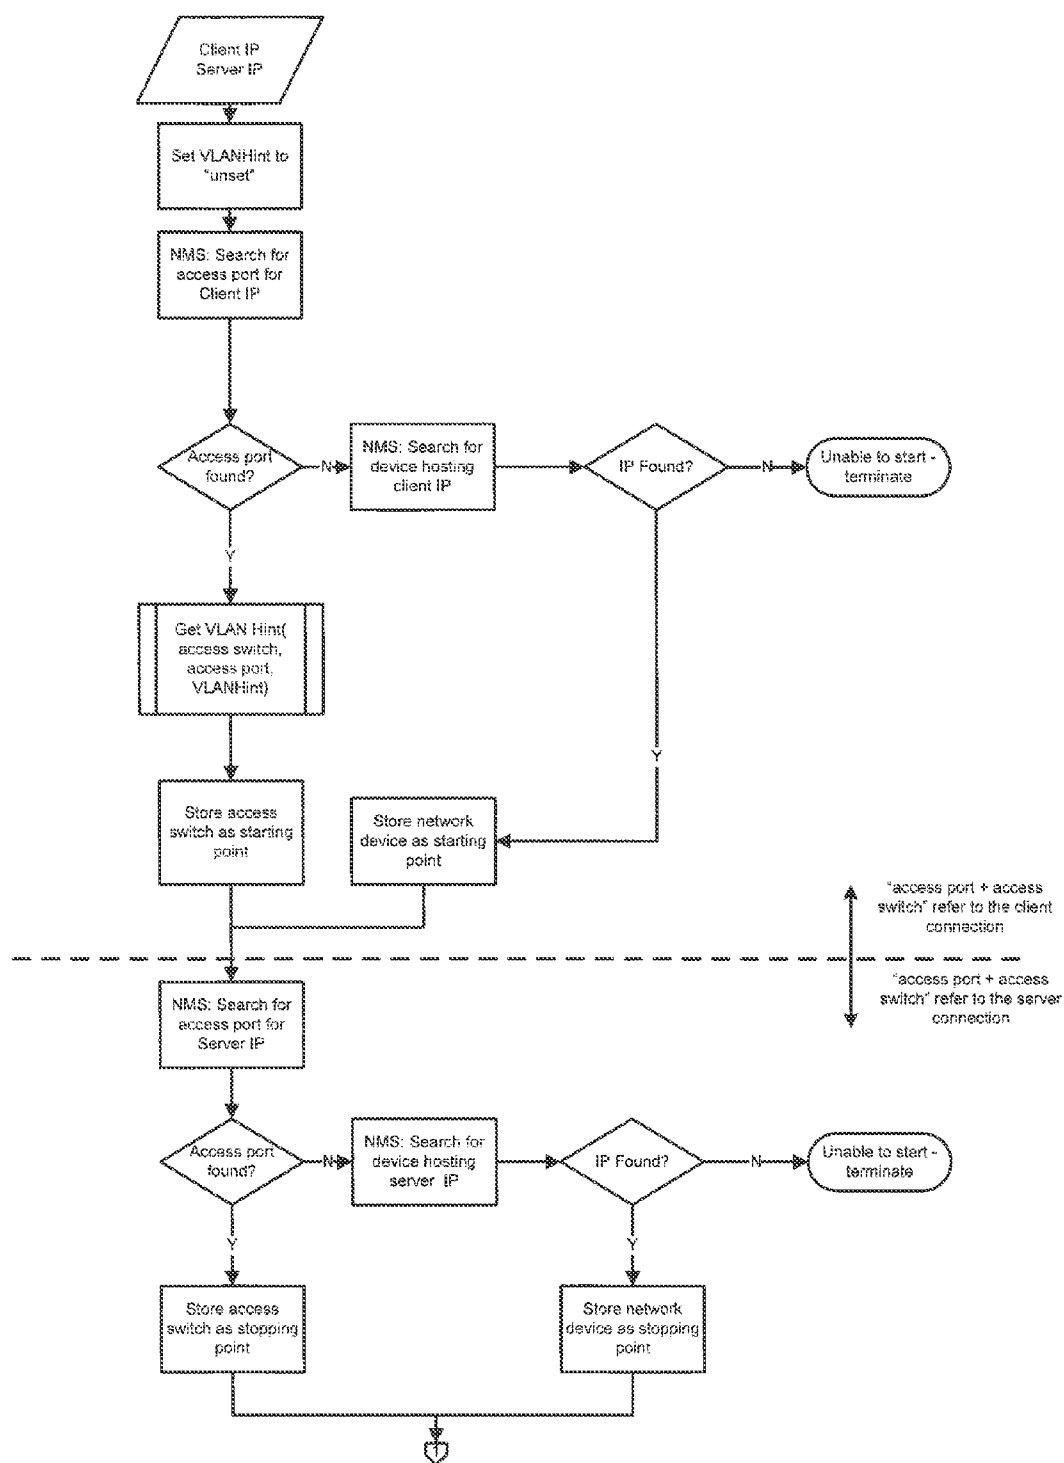 Client IP
Server IP
Set VLANHint to
"unset"
NMS: Search for
access port for
Client IP
Access port
found?
N
NMS: Search for
device hosting
client IP
IP Found?
N
Unable to start -
terminate
Y
Get VLAN Hint(
access switch,
access port,
VLANHint)
Y
Store access
switch as starting
point
Store network
device as starting
point
"access port + access
switch" refer to the client
connection
"access port + access
switch" refer to the server
connection
NMS: Search for
access port for
Server IP
Access port
found?
N
NMS: Search for
device hosting
server IP
IP Found?
N
Unable to start -
terminate
Y
Y
Store access
switch as stopping
point
Store network
device as stopping
point